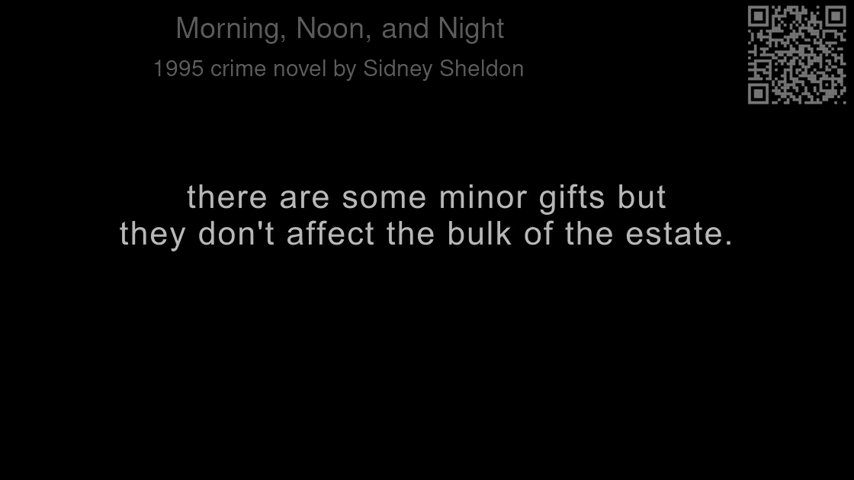 Morning, Noon, and Night
1995 crime novel by Sidney Sheldon
there are some minor gifts but
they don't affect the bulk of the estate.